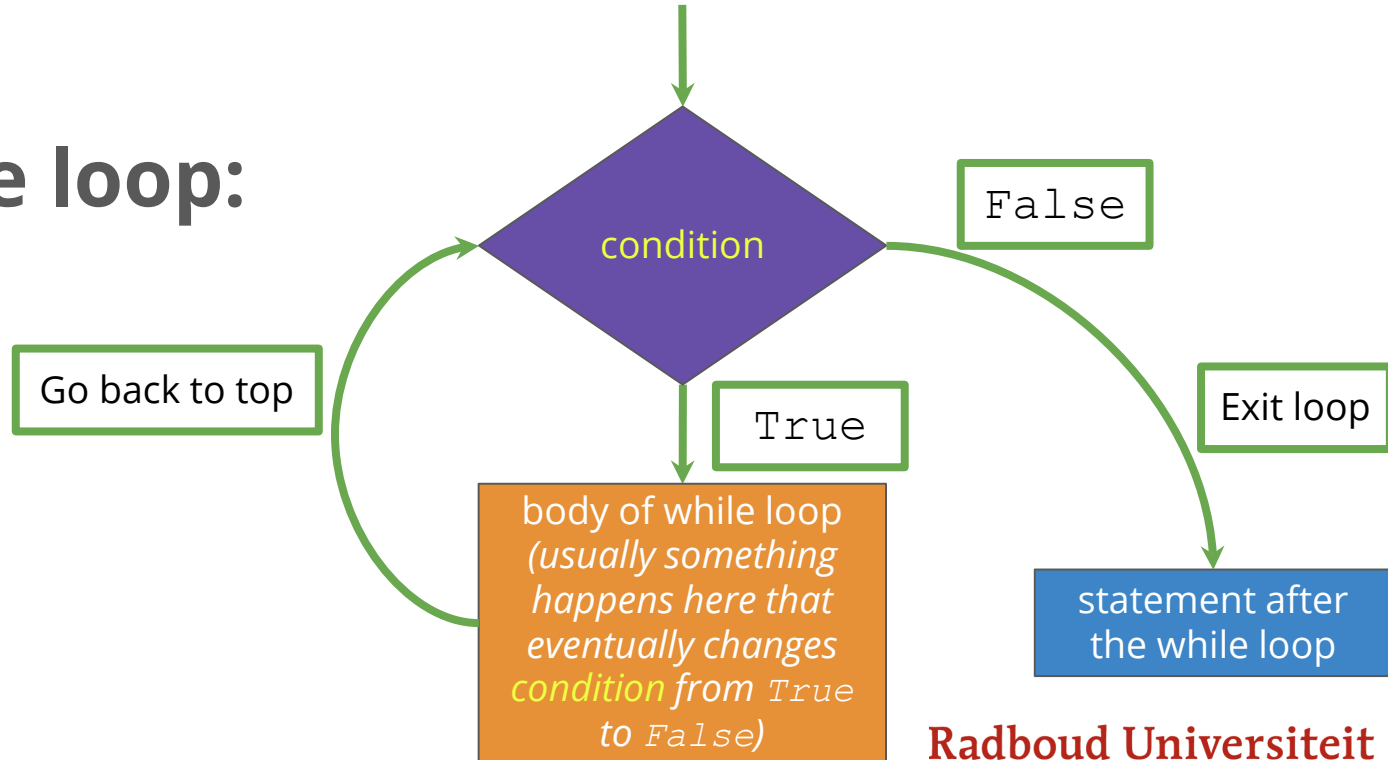 e loop:
condition
False
Go back to top
True
Exit loop
body of while loop
(usually something
happens here that
eventually changes
condition from True
to False)
statement after
the while loop
Radboud Universiteit